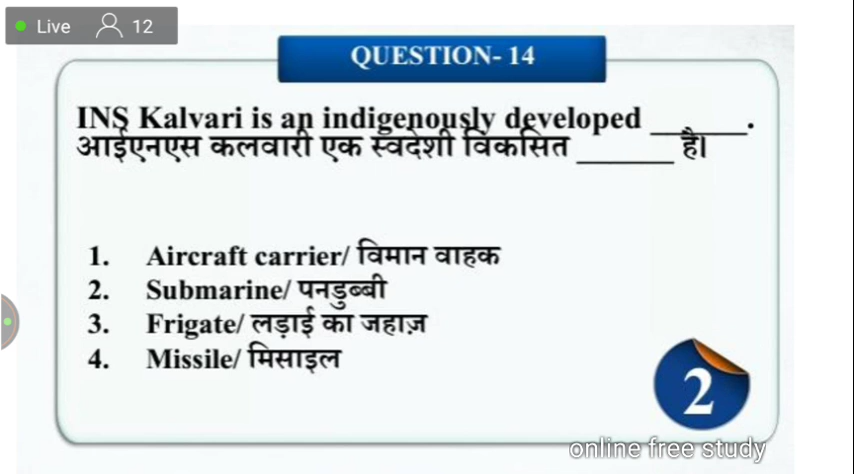 Live 12
QUESTION- 14
INS Kalvari is an indigenously developed ______.
आईएनएस कलवारी एक स्वदेशी विकसित ______ है।
1. Aircraft carrier/ विमान वाहक
2. Submarine/ पनडुब्बी
3. Frigate/ लड़ाई का जहाज़
4. Missile/ मिसाइल
2
online free study